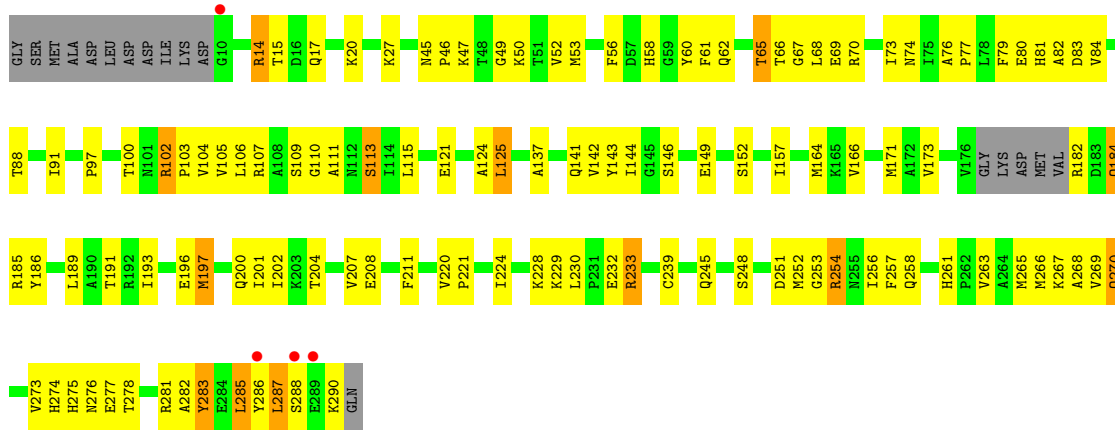 GLY SER MET ALA ASP LEU ASP ASP ILE LYS ASP G10 R14 T15 D16 Q17 K20 K27 N45 P46 K47 T48 G49 K50 T51 V52 M53 F56 D57 H58 G59 Y60 F61 Q62 T65 T66 G67 L68 E69 R70 I73 N74 I75 A76 P77 L78 F79 E80 H81 A82 D83 V84
T88 I91 P97 T100 N101 R102 P103 V104 V105 L106 R107 A108 S109 G110 A111 N112 S113 I114 L115 E121 A124 L125 A137 Q141 V142 Y143 I144 G145 S146 E149 S152 I157 M164 K165 V166 M171 A172 V173 V176 GLY LYS ASP MET VAL R182 D183 Q184
R185 Y186 L189 A190 T191 R192 I193 E196 M197 Q200 I201 I202 K203 T204 V207 E208 F211 V220 P221 I224 K228 K229 L230 P231 E232 R233 C239 Q245 S248 D251 M252 G253 R254 N255 I256 F257 Q258 H261 P262 V263 A264 M265 M266 K267 A268 V269
V273 H274 H275 N276 E277 T278 R281 A282 Y283 E284 L285 Y286 L287 S288 E289 K290 GLN